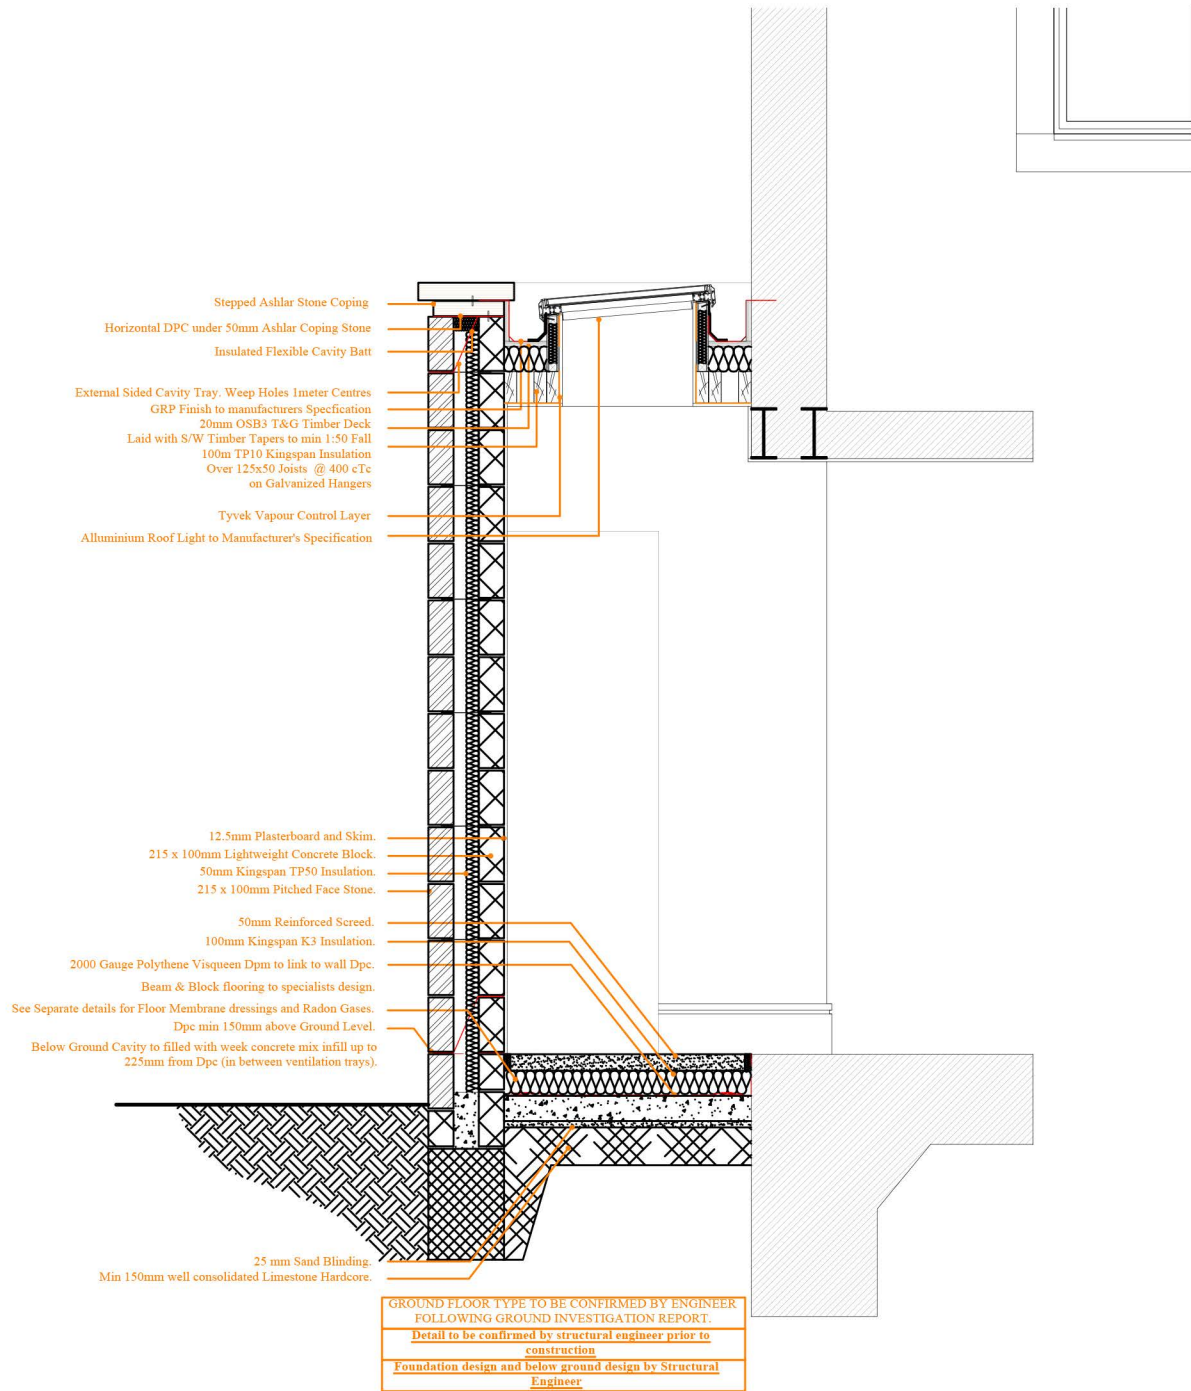 Stepped Ashlar Stone Coping
Horizontal DPC under 50mm Ashlar Coping Stone
Insulated Flexible Cavity Batt
External Sided Cavity Tray. Weep Holes 1meter Centres
GRP Finish to manufacturers Specfication
20mm OSB3 T&G Timber Deck
Laid with S/W Timber Tapers to min 1:50 Fall
100m TP10 Kingspan Insulation
Over 125x50 Joists @ 400 cTc
on Galvanized Hangers
Tyvek Vapour Control Layer
Alluminium Roof Light to Manufacturer's Specification
12.5mm Plasterboard and Skim.
215 x 100mm Lightweight Concrete Block.
50mm Kingspan TP50 Insulation.
215 x 100mm Pitched Face Stone.
50mm Reinforced Screed.
100mm Kingspan K3 Insulation.
2000 Gauge Polythene Visqueen Dpm to link to wall Dpc.
Beam & Block flooring to specialists design.
See Separate details for Floor Membrane dressings and Radon Gases.
Dpc min 150mm above Ground Level.
Below Ground Cavity to filled with week concrete mix infill up to
225mm from Dpc (in between ventilation trays).
25 mm Sand Blinding.
Min 150mm well consolidated Limestone Hardcore.
GROUND FLOOR TYPE TO BE CONFIRMED BY ENGINEER
FOLLOWING GROUND INVESTIGATION REPORT.
Detail to be confirmed by structural engineer prior to
construction
Foundation design and below ground design by Structural
Engineer